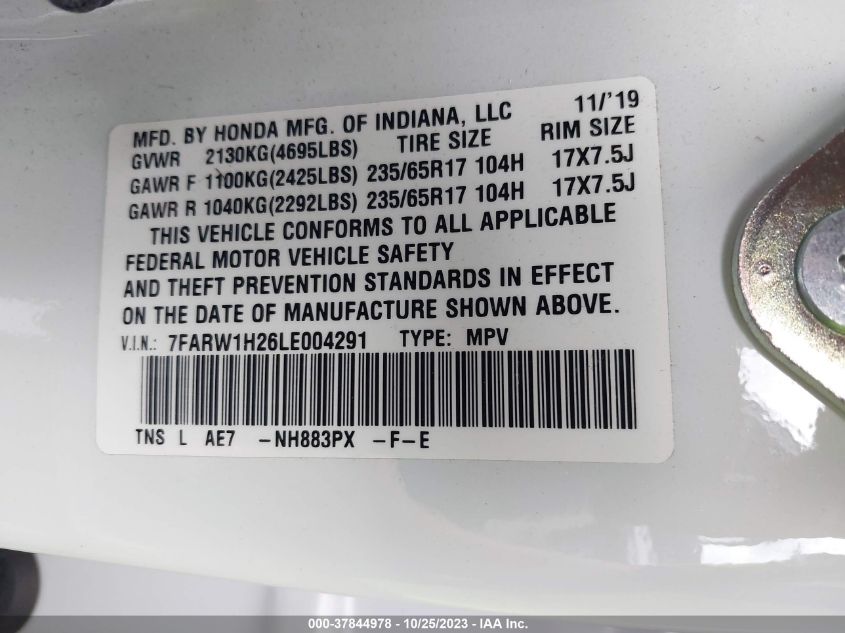 MFD. BY HONDA MFG. OF INDIANA, LLC 11/'19
GVWR 2130KG(4695LBS) TIRE SIZE RIM SIZE
GAWR F 1100KG(2425LBS) 235/65R17 104H 17X7.5J
GAWR R 1040KG(2292LBS) 235/65R17 104H 17X7.5J
THIS VEHICLE CONFORMS TO ALL APPLICABLE
FEDERAL MOTOR VEHICLE SAFETY
AND THEFT PREVENTION STANDARDS IN EFFECT
ON THE DATE OF MANUFACTURE SHOWN ABOVE.
V.I.N.: 7FARW1H26LE004291 TYPE: MPV
TNS L AE7 -NH883PX -F-E
000-37844978 - 10/25/2023 - IAA Inc.